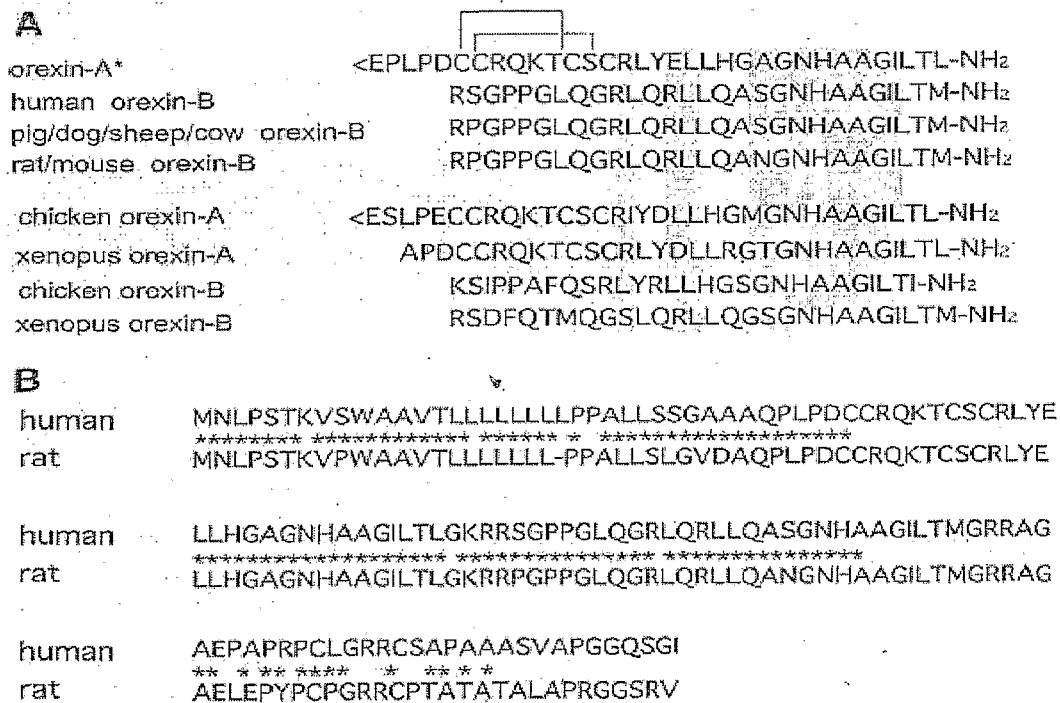 A
orexin-A* <EPLPDCCRQKTCSCRLYELLHGAGNHAAGILTL-NH2
human orexin-B RSGPPGLQGRLQRLLQASGNHAAGILTM-NH2
pig/dog/sheep/cow orexin-B RPGPPGLQGRLQRLLQASGNHAAGILTM-NH2
rat/mouse orexin-B RPGPPGLQGRLQRLLQANGNHAAGILTM-NH2
chicken orexin-A <ESLPECCRQKTCSCRIYDLLHGMGNHAAGILTL-NH2
xenopus orexin-A APDCCRQKTCSCRLYDLLRGTGNHAAGILTL-NH2
chicken orexin-B KSIPPAFQSRLYRLLHGSGNHAAGILTI-NH2
xenopus orexin-B RSDFQTMQGSLQRLLQGSGNHAAGILTM-NH2
B
human MNLPSTKVSWAAVTLLLLLLLLPPALLSSGAAAQPLPDCCRQKTCSCRLYE
******** ************ ****** * *******************
rat MNLPSTKVPWAAVTLLLLLLL-PPALLSLGVDAQPLPDCCRQKTCSCRLYE
human LLHGAGNHAAGILTLGKRRSGPPGLQGRLQRLLQASGNHAAGILTMGRRAG
******************** *************** ***************
rat LLHGAGNHAAGILTLGKRRPGPPGLQGRLQRLLQANGNHAAGILTMGRRAG
human AEPAPRPCLGRRCSAPAAASVAPGGQSGI
** * ** **** * ** * *
rat AELEPYPCPGRRCPTATATALAPRGGSRV